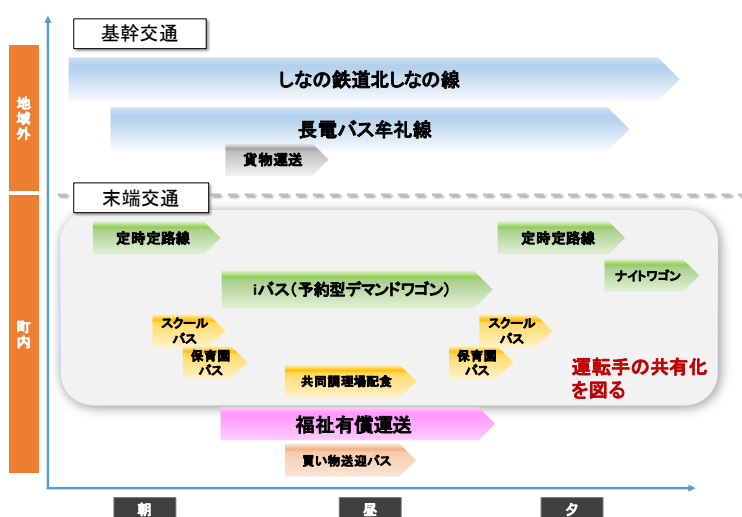 基幹交通
しなの鉄道北しなの線
長電バス牟礼線
貨物運送
地域外
末端交通
定時定路線
定時定路線
ナイトワゴン
iバス(予約型デマンドワゴン)
スクール
バス
スクール
バス
保育園
バス
保育園
バス
共同調理場配食
運転手の共有化
を図る
町内
福祉有償運送
買い物送迎バス
朝
昼
夕